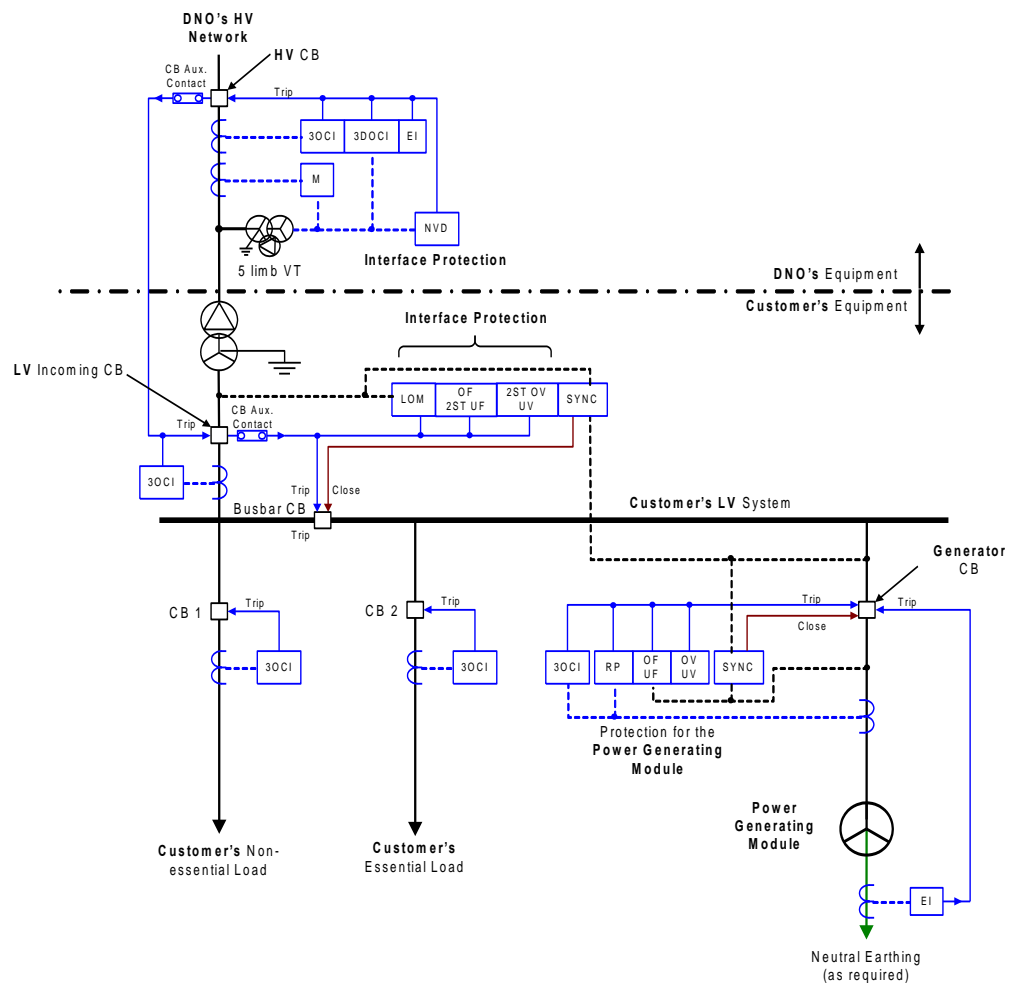 DNO's HV
Network
HV CB
CB Aux.
Contact
Trip
3OCI
3DOCI
EI
M
NVD
5 limb VT
Interface Protection
DNO's Equipment
Customer's Equipment
Interface Protection
LV Incoming CB
LOM
OF
2ST UF
2ST OV
UV
SYNC
CB Aux.
Contact
Trip
3OCI
Trip
Close
Customer's LV System
Busbar CB
Trip
Generator
CB
CB 1
Trip
CB 2
Trip
Trip
Trip
Close
3OCI
3OCI
3OCI
RP
OF
UF
OV
UV
SYNC
Protection for the
Power Generating
Module
Power
Generating
Module
Customer's Non-
essential Load
Customer's
Essential Load
EI
Neutral Earthing
(as required)